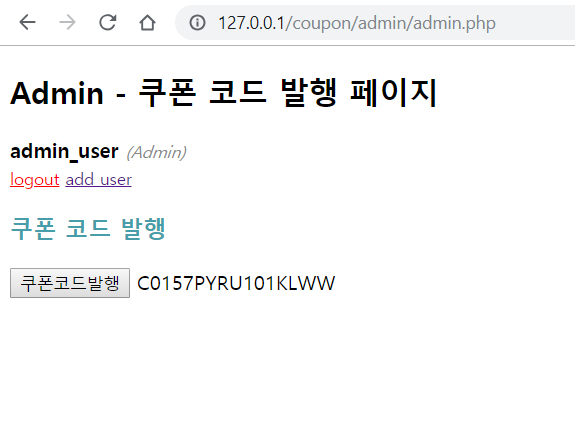 127.0.0.1/coupon/admin/admin.php
Admin - 쿠폰 코드 발행 페이지
admin_user (Admin)
logout add user
쿠폰 코드 발행
쿠폰코드발행 C0157PYRU101KLWW